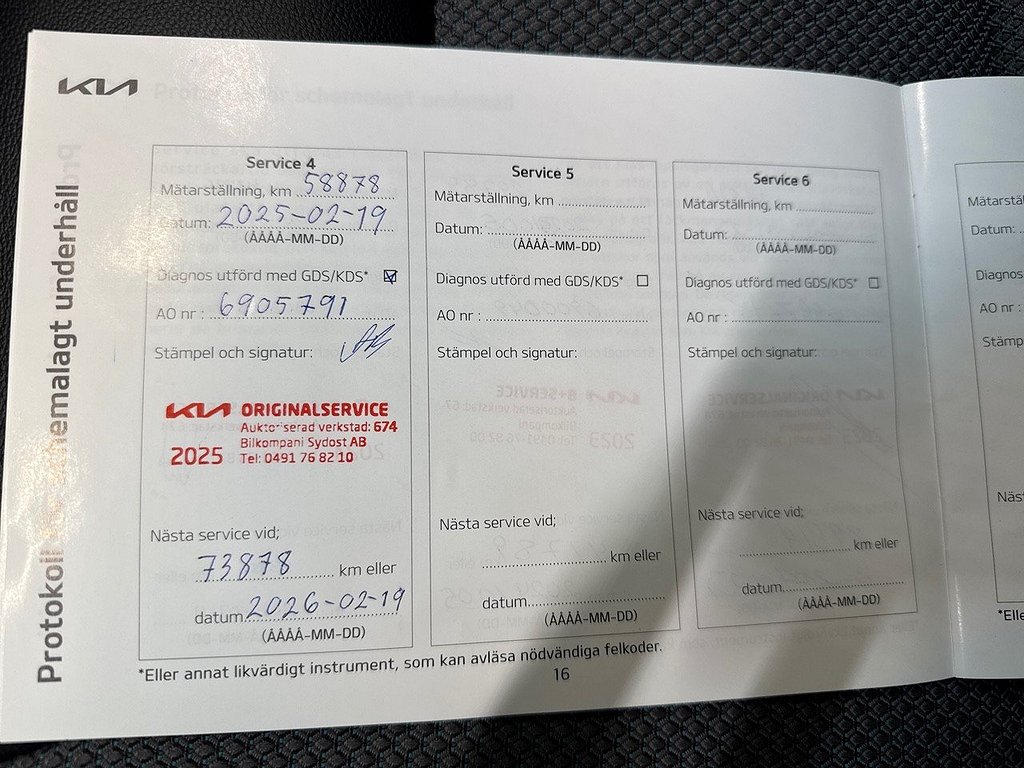 KIA
Protokoll för schemalagt underhåll
Service 4
Mätarställning, km 58878
Datum: 2025-02-19
(ÅÅÅÅ-MM-DD)
Diagnos utförd med GDS/KDS*
AO nr : 6905791
Stämpel och signatur:
KIA ORIGINALSERVICE
Auktoriserad verkstad: 674
Bilkompani Sydost AB
2025 Tel: 0491 76 82 10
Nästa service vid;
73878 km eller
datum 2026-02-19
(ÅÅÅÅ-MM-DD)
Service 5
Mätarställning, km
Datum:
(ÅÅÅÅ-MM-DD)
Diagnos utförd med GDS/KDS*
AO nr :
Stämpel och signatur:
Nästa service vid;
km eller
datum
(ÅÅÅÅ-MM-DD)
Service 6
Mätarställning, km
Datum:
(ÅÅÅÅ-MM-DD)
Diagnos utförd med GDS/KDS*
AO nr :
Stämpel och signatur:
Nästa service vid;
km eller
datum
(ÅÅÅÅ-MM-DD)
*Eller annat likvärdigt instrument, som kan avläsa nödvändiga felkoder.
16
Datum:
Diagnos
AO nr :